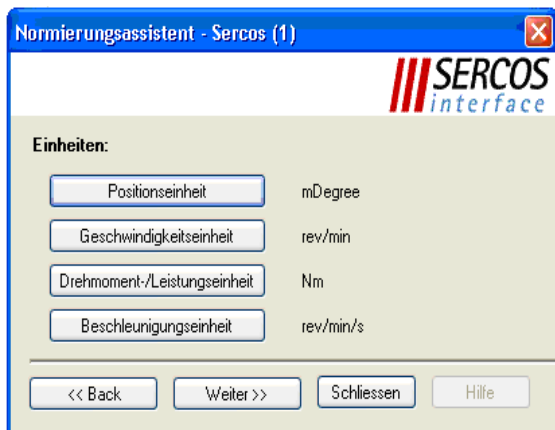 Normierungsassistent - Sercos (1)
SERCOS
interface
Einheiten:
Positionseinheit mDegree
Geschwindigkeitseinheit rev/min
Drehmoment-/Leistungseinheit Nm
Beschleunigungseinheit rev/min/s
<< Back Weiter >> Schliessen Hilfe